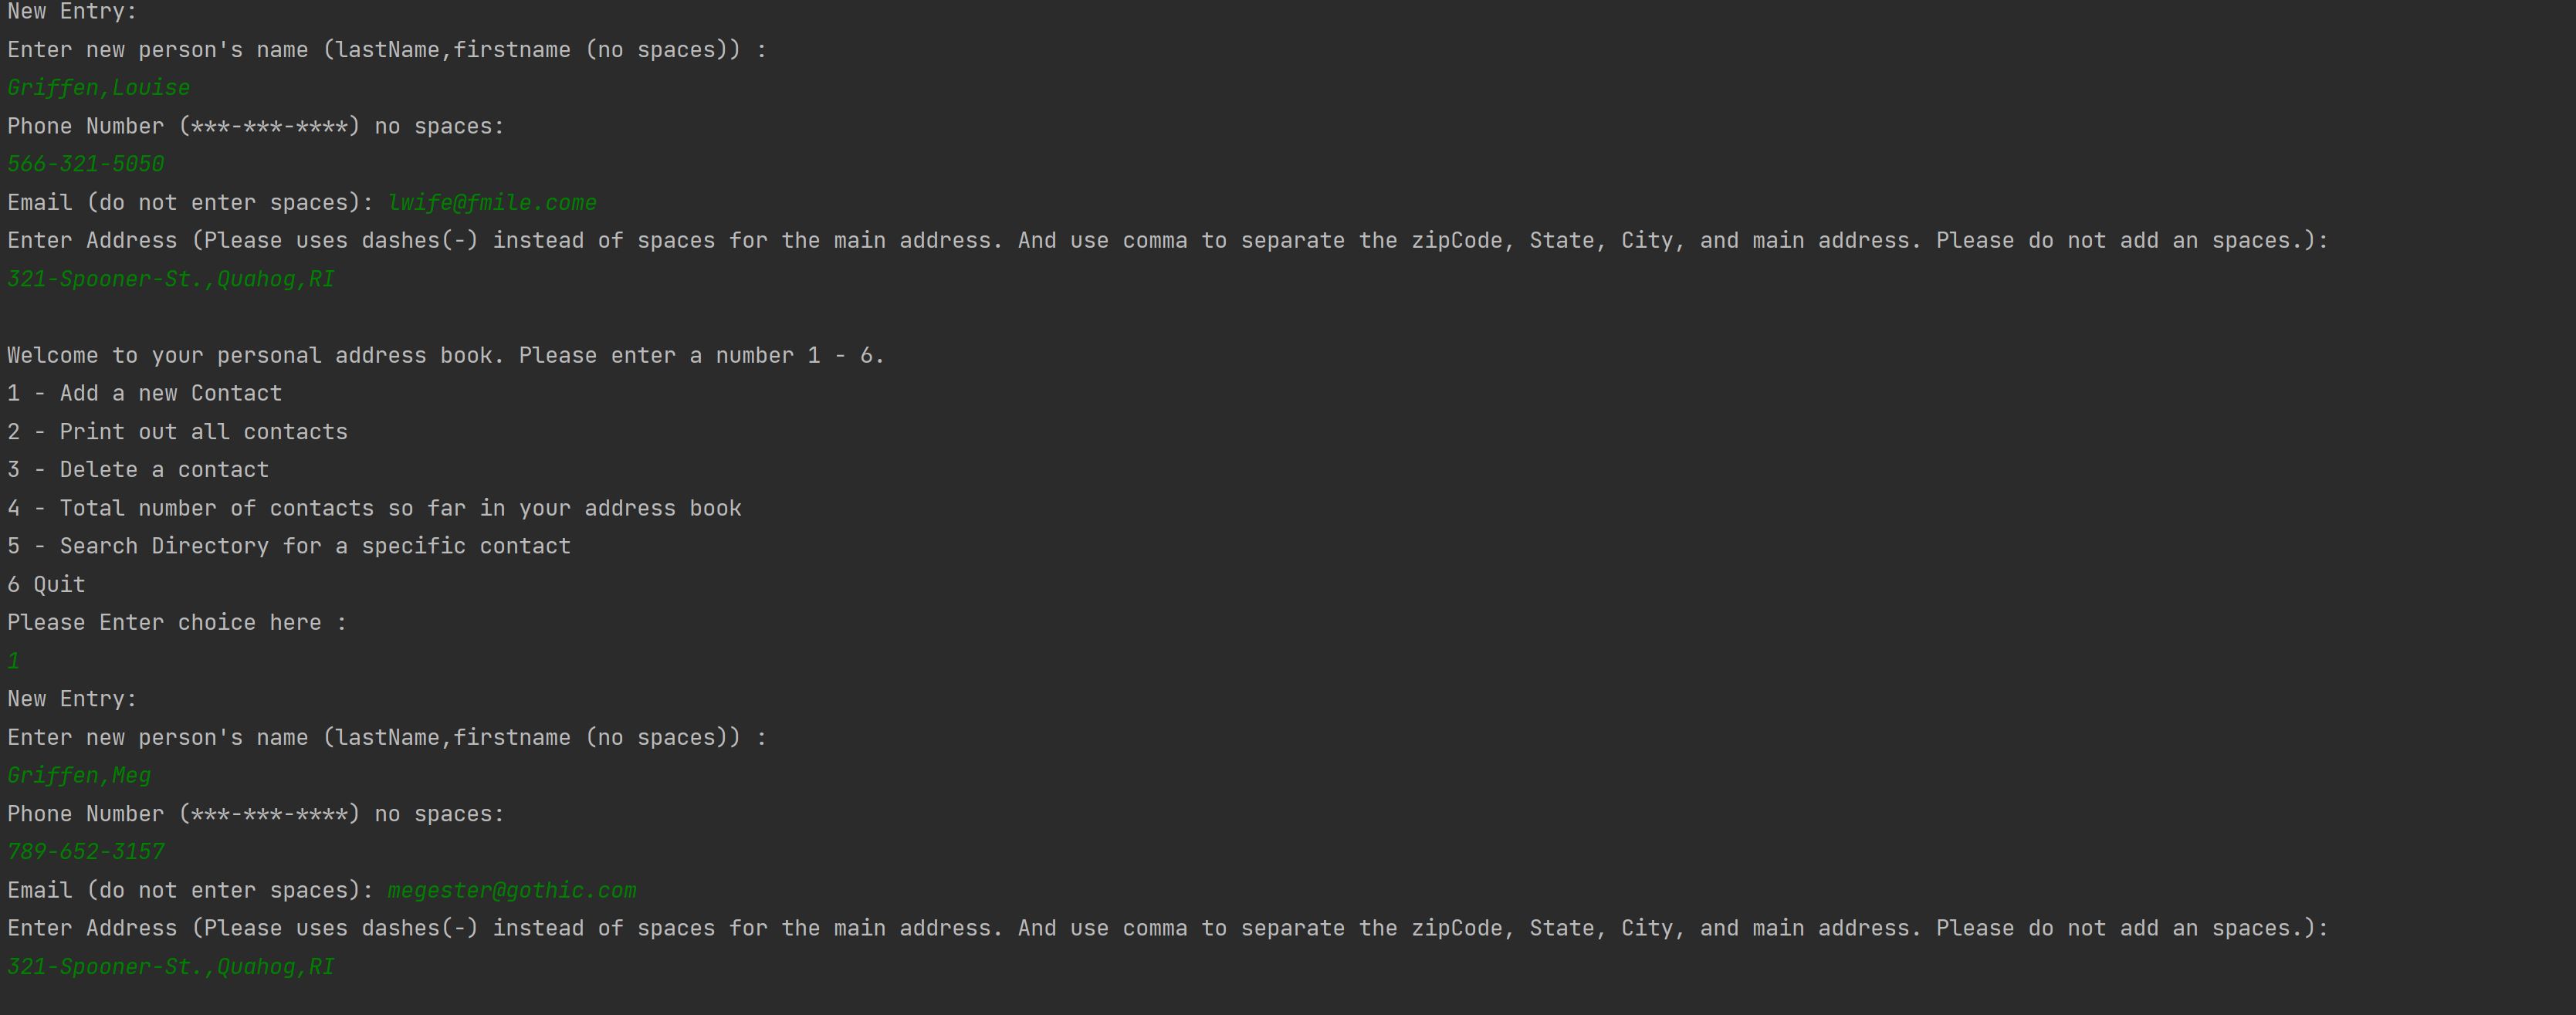 New Entry:
Enter new person's name (lastName,firstname (no spaces)) :
Griffen,Louise
Phone Number (***-***-****) no spaces:
566-321-5050
Email (do not enter spaces): lwife@fmile.come
Enter Address (Please uses dashes(-) instead of spaces for the main address. And use comma to separate the zipCode, State, City, and main address. Please do not add an spaces.):
321-Spooner-St.,Quahog,RI
Welcome to your personal address book. Please enter a number 1 - 6.
1 - Add a new Contact
2 - Print out all contacts
3 - Delete a contact
4 - Total number of contacts so far in your address book
5 - Search Directory for a specific contact
6 Quit
Please Enter choice here :
1
New Entry:
Enter new person's name (lastName,firstname (no spaces)) :
Griffen,Meg
Phone Number (***-***-****) no spaces:
789-652-3157
Email (do not enter spaces): megester@gothic.com
Enter Address (Please uses dashes(-) instead of spaces for the main address. And use comma to separate the zipCode, State, City, and main address. Please do not add an spaces.):
321-Spooner-St.,Quahog,RI